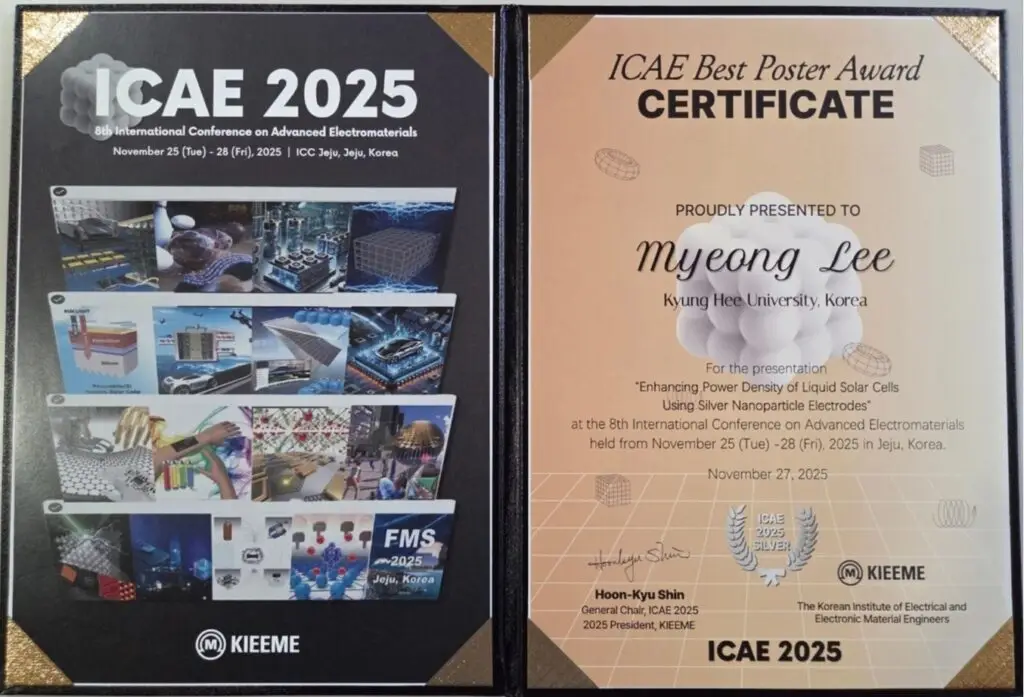 ICAE 2025
8th International Conference on Advanced Electromaterials
November 25 (Tue) - 28 (Fri), 2025 | ICC Jeju, Jeju, Korea
FMS
2025
Jeju, Korea
KIEEME
ICAE Best Poster Award
CERTIFICATE
PROUDLY PRESENTED TO
Myeong Lee
Kyung Hee University, Korea
For the presentation
"Enhancing Power Density of Liquid Solar Cells
Using Silver Nanoparticle Electrodes"
at the 8th International Conference on Advanced Electromaterials
held from November 25 (Tue) -28 (Fri), 2025 in Jeju, Korea.
November 27, 2025
ICAE
2025
SILVER
Hoon-Kyu Shin
General Chair, ICAE 2025
2025 President, KIEEME
KIEEME
The Korean Institute of Electrical and
Electronic Material Engineers
ICAE 2025